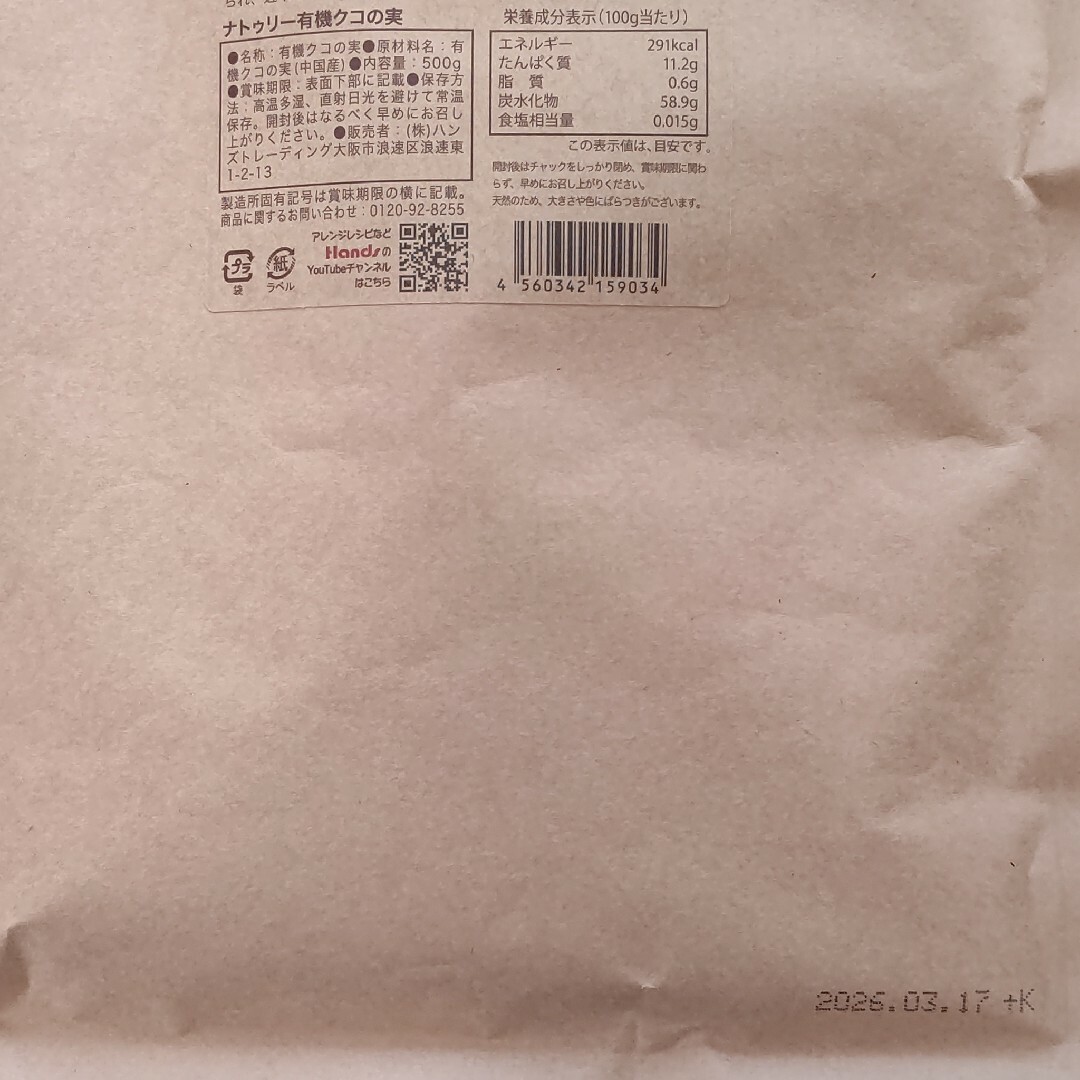 ナトゥリー有機クコの実
●名称：有機クコの実●原材料名：有
機クコの実(中国産)●内容量：500g
●賞味期限：表面下部に記載●保存方
法：高温多湿、直射日光を避けて常温
保存。開封後はなるべく早めにお召し
上がりください。●販売者：(株)ハン
ズトレーディング大阪市浪速区浪速東
1-2-13
製造所固有記号は賞味期限の横に記載。
商品に関するお問い合わせ：0120-92-8255
プラ
袋
紙
ラベル
アレンジレシピなど
Handsの
YouTubeチャンネル
はこちら
栄養成分表示(100g当たり)
エネルギー 291kcal
たんぱく質 11.2g
脂　質 0.6g
炭水化物 58.9g
食塩相当量 0.015g
この表示値は、目安です。
開封後はチャックをしっかり閉め、賞味期限に関わ
らず、早めにお召し上がりください。
天然のため、大きさや色にばらつきがございます。
4 560342 159034
2026.03.17 +K